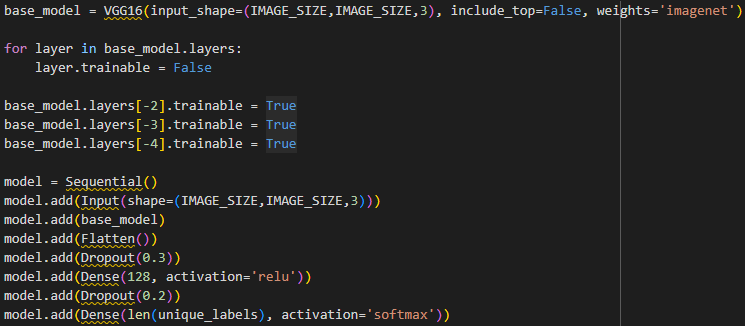 base_model = VGG16(input_shape=(IMAGE_SIZE,IMAGE_SIZE,3), include_top=False, weights='imagenet')
for layer in base_model.layers:
    layer.trainable = False
base_model.layers[-2].trainable = True
base_model.layers[-3].trainable = True
base_model.layers[-4].trainable = True
model = Sequential()
model.add(Input(shape=(IMAGE_SIZE,IMAGE_SIZE,3)))
model.add(base_model)
model.add(Flatten())
model.add(Dropout(0.3))
model.add(Dense(128, activation='relu'))
model.add(Dropout(0.2))
model.add(Dense(len(unique_labels), activation='softmax'))